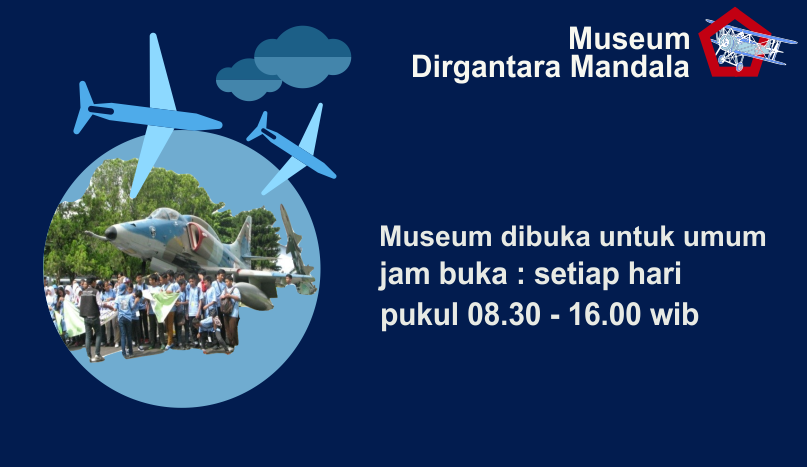 Museum
Dirgantara Mandala
Museum dibuka untuk umum
jam buka : setiap hari
pukul 08.30 - 16.00 wib